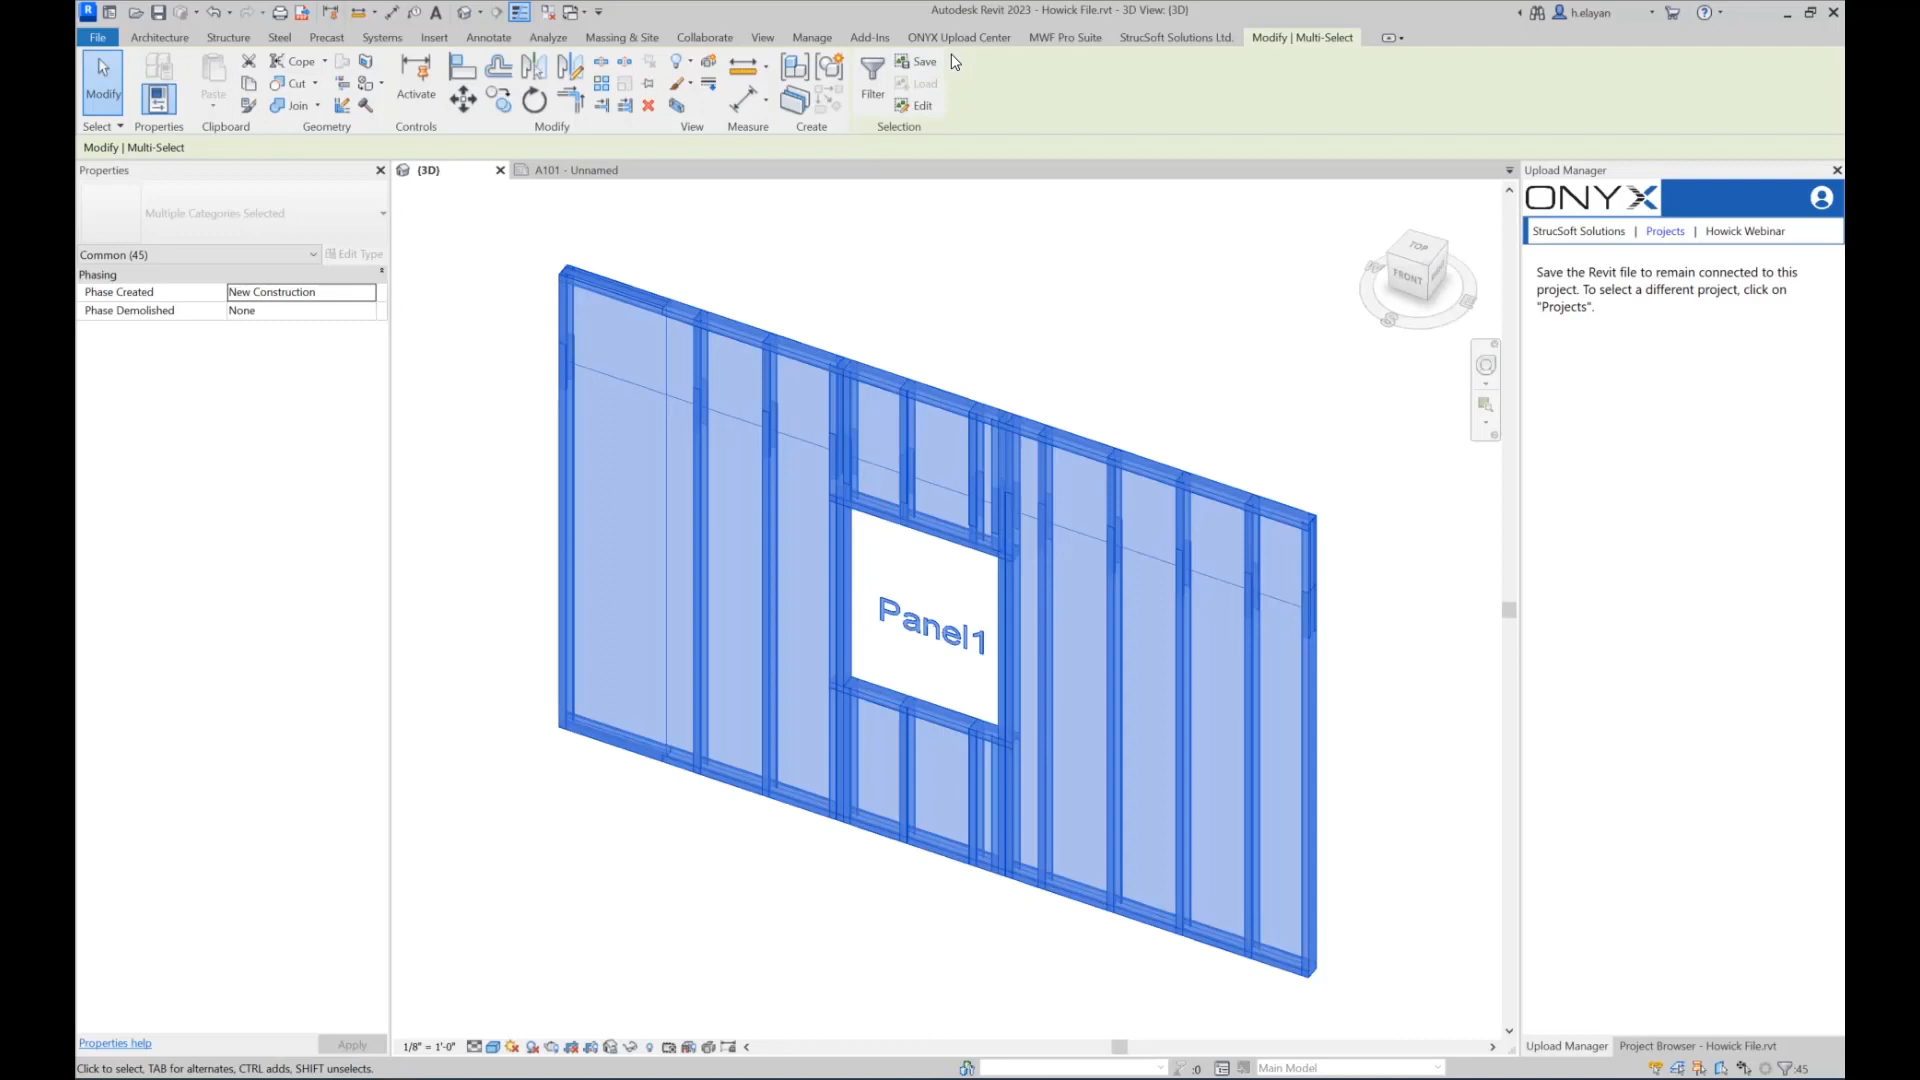 Autodesk Revit 2023 - Howick File.rvt - 3D View: {3D}
h.elayan
File Architecture Structure Steel Precast Systems Insert Annotate Analyze Massing & Site Collaborate View Manage Add-Ins ONYX Upload Center MWF Pro Suite StrucSoft Solutions Ltd. Modify | Multi-Select
Modify
Paste
Cope
Cut
Join
Activate
Filter
Save
Load
Edit
Select Properties Clipboard Geometry Controls Modify View Measure Create Selection
Modify | Multi-Select
Properties
Multiple Categories Selected
Common (45)
Edit Type
Phasing
Phase Created New Construction
Phase Demolished None
{3D}
A101 - Unnamed
TOP
FRONT
W
S
E
Panel1
Upload Manager
ONYX
StrucSoft Solutions | Projects | Howick Webinar
Save the Revit file to remain connected to this
project. To select a different project, click on
"Projects".
Properties help
Apply
1/8" = 1'-0"
Upload Manager
Project Browser - Howick File.rvt
Click to select, TAB for alternates, CTRL adds, SHIFT unselects.
:0
Main Model
:45